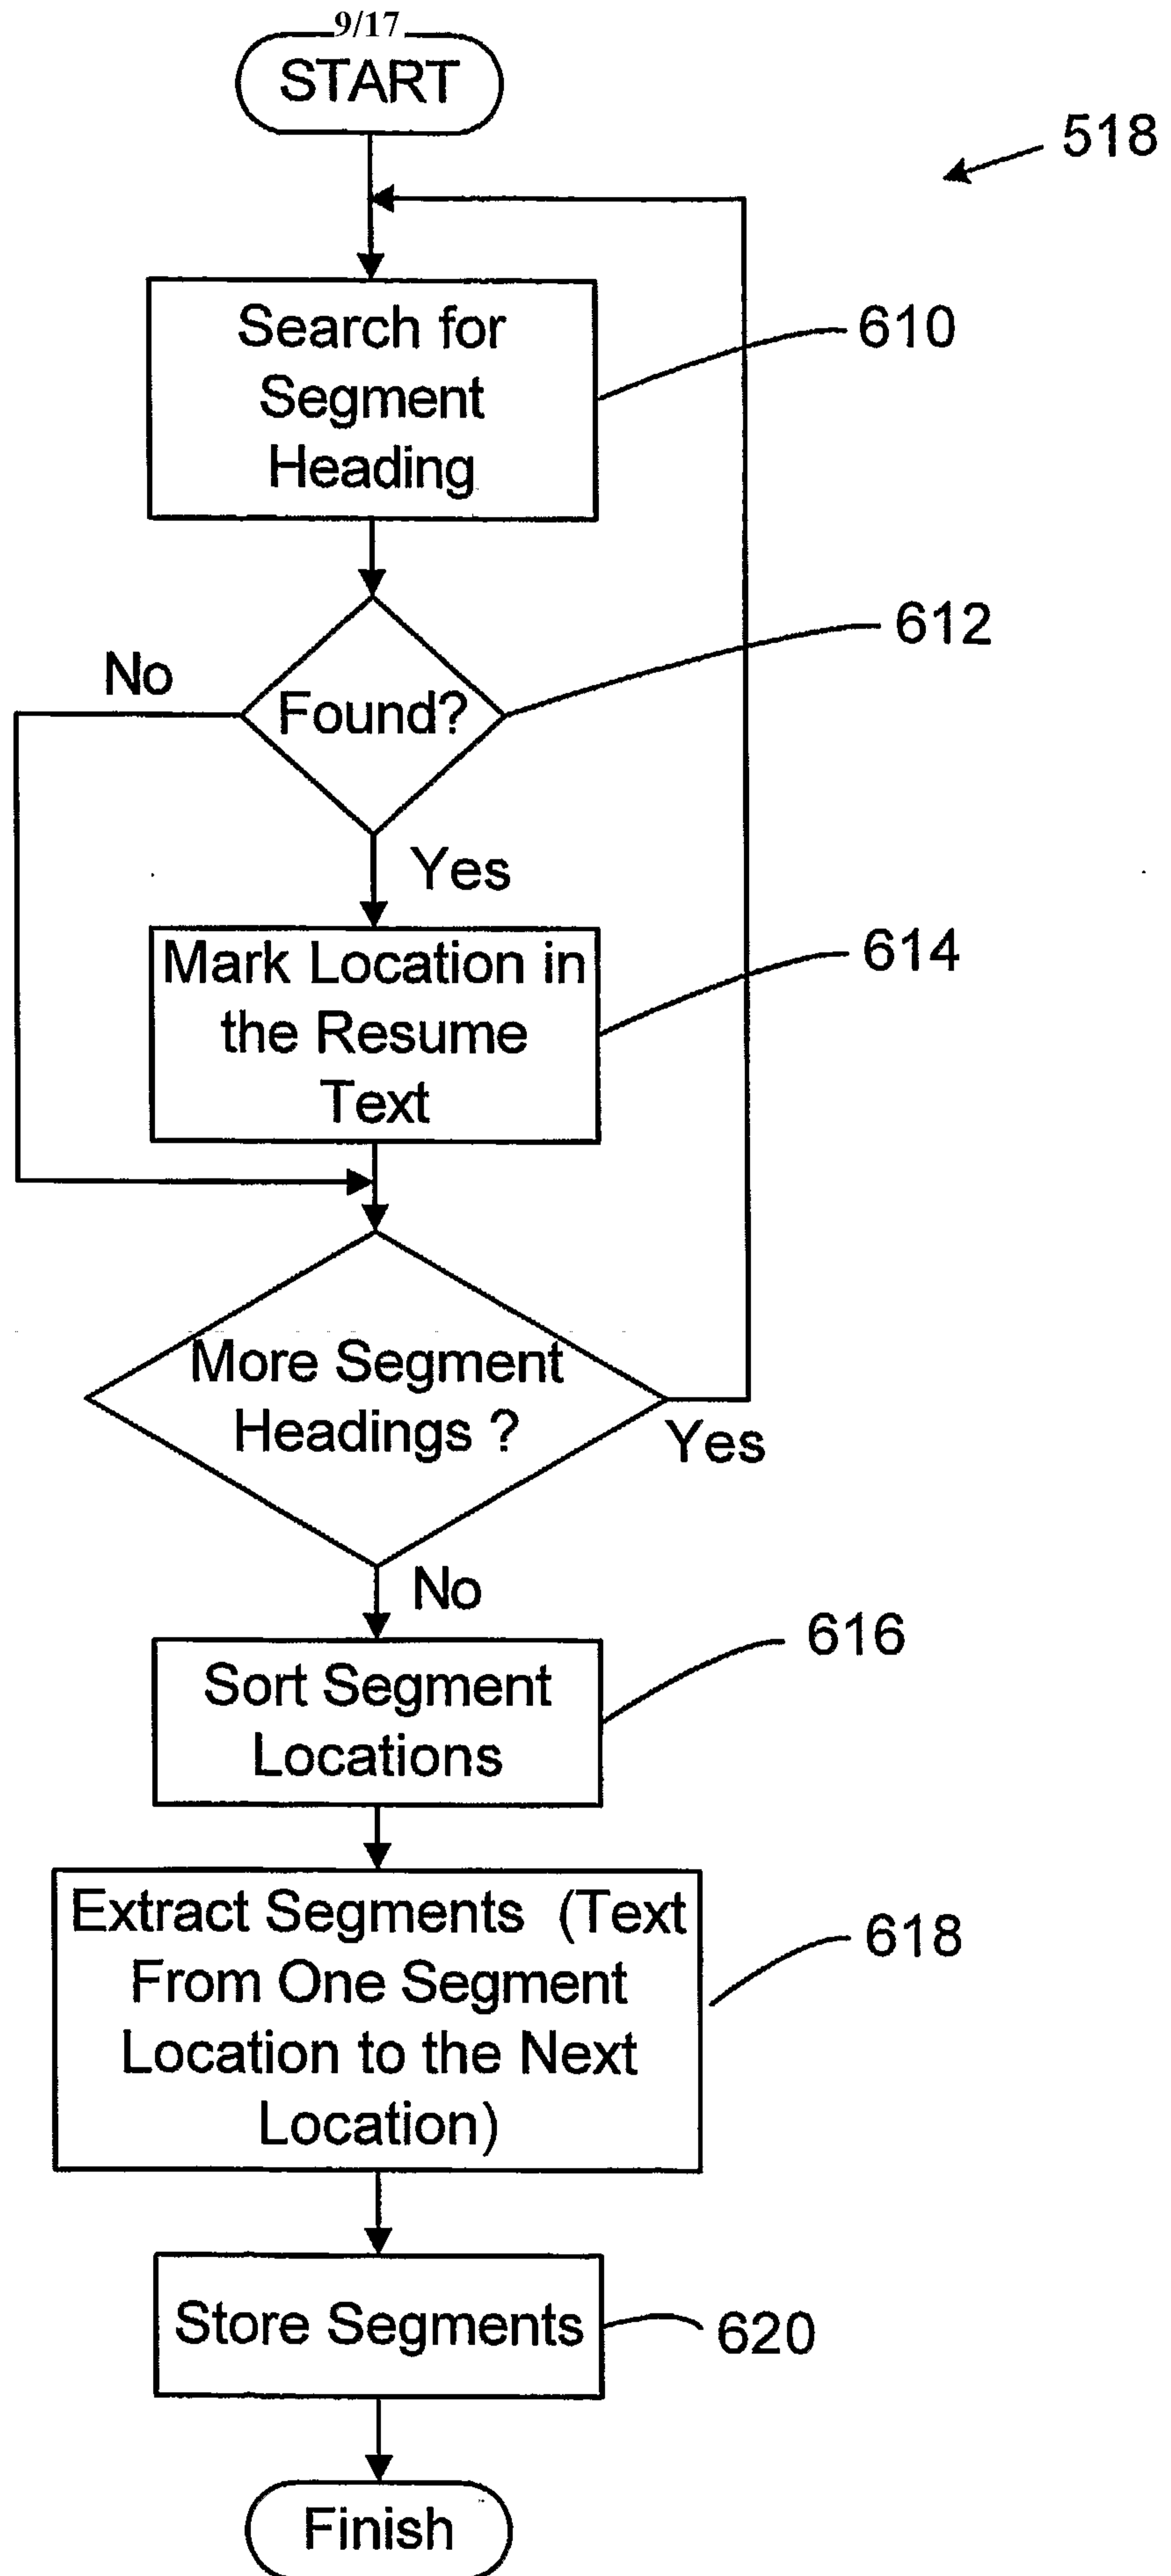 9/17
START
518
Search for
Segment
Heading
610
612
No
Found?
Yes
Mark Location in
the Resume
Text
614
More Segment
Headings ?
Yes
No
616
Sort Segment
Locations
Extract Segments (Text
From One Segment
Location to the Next
Location)
618
Store Segments
620
Finish